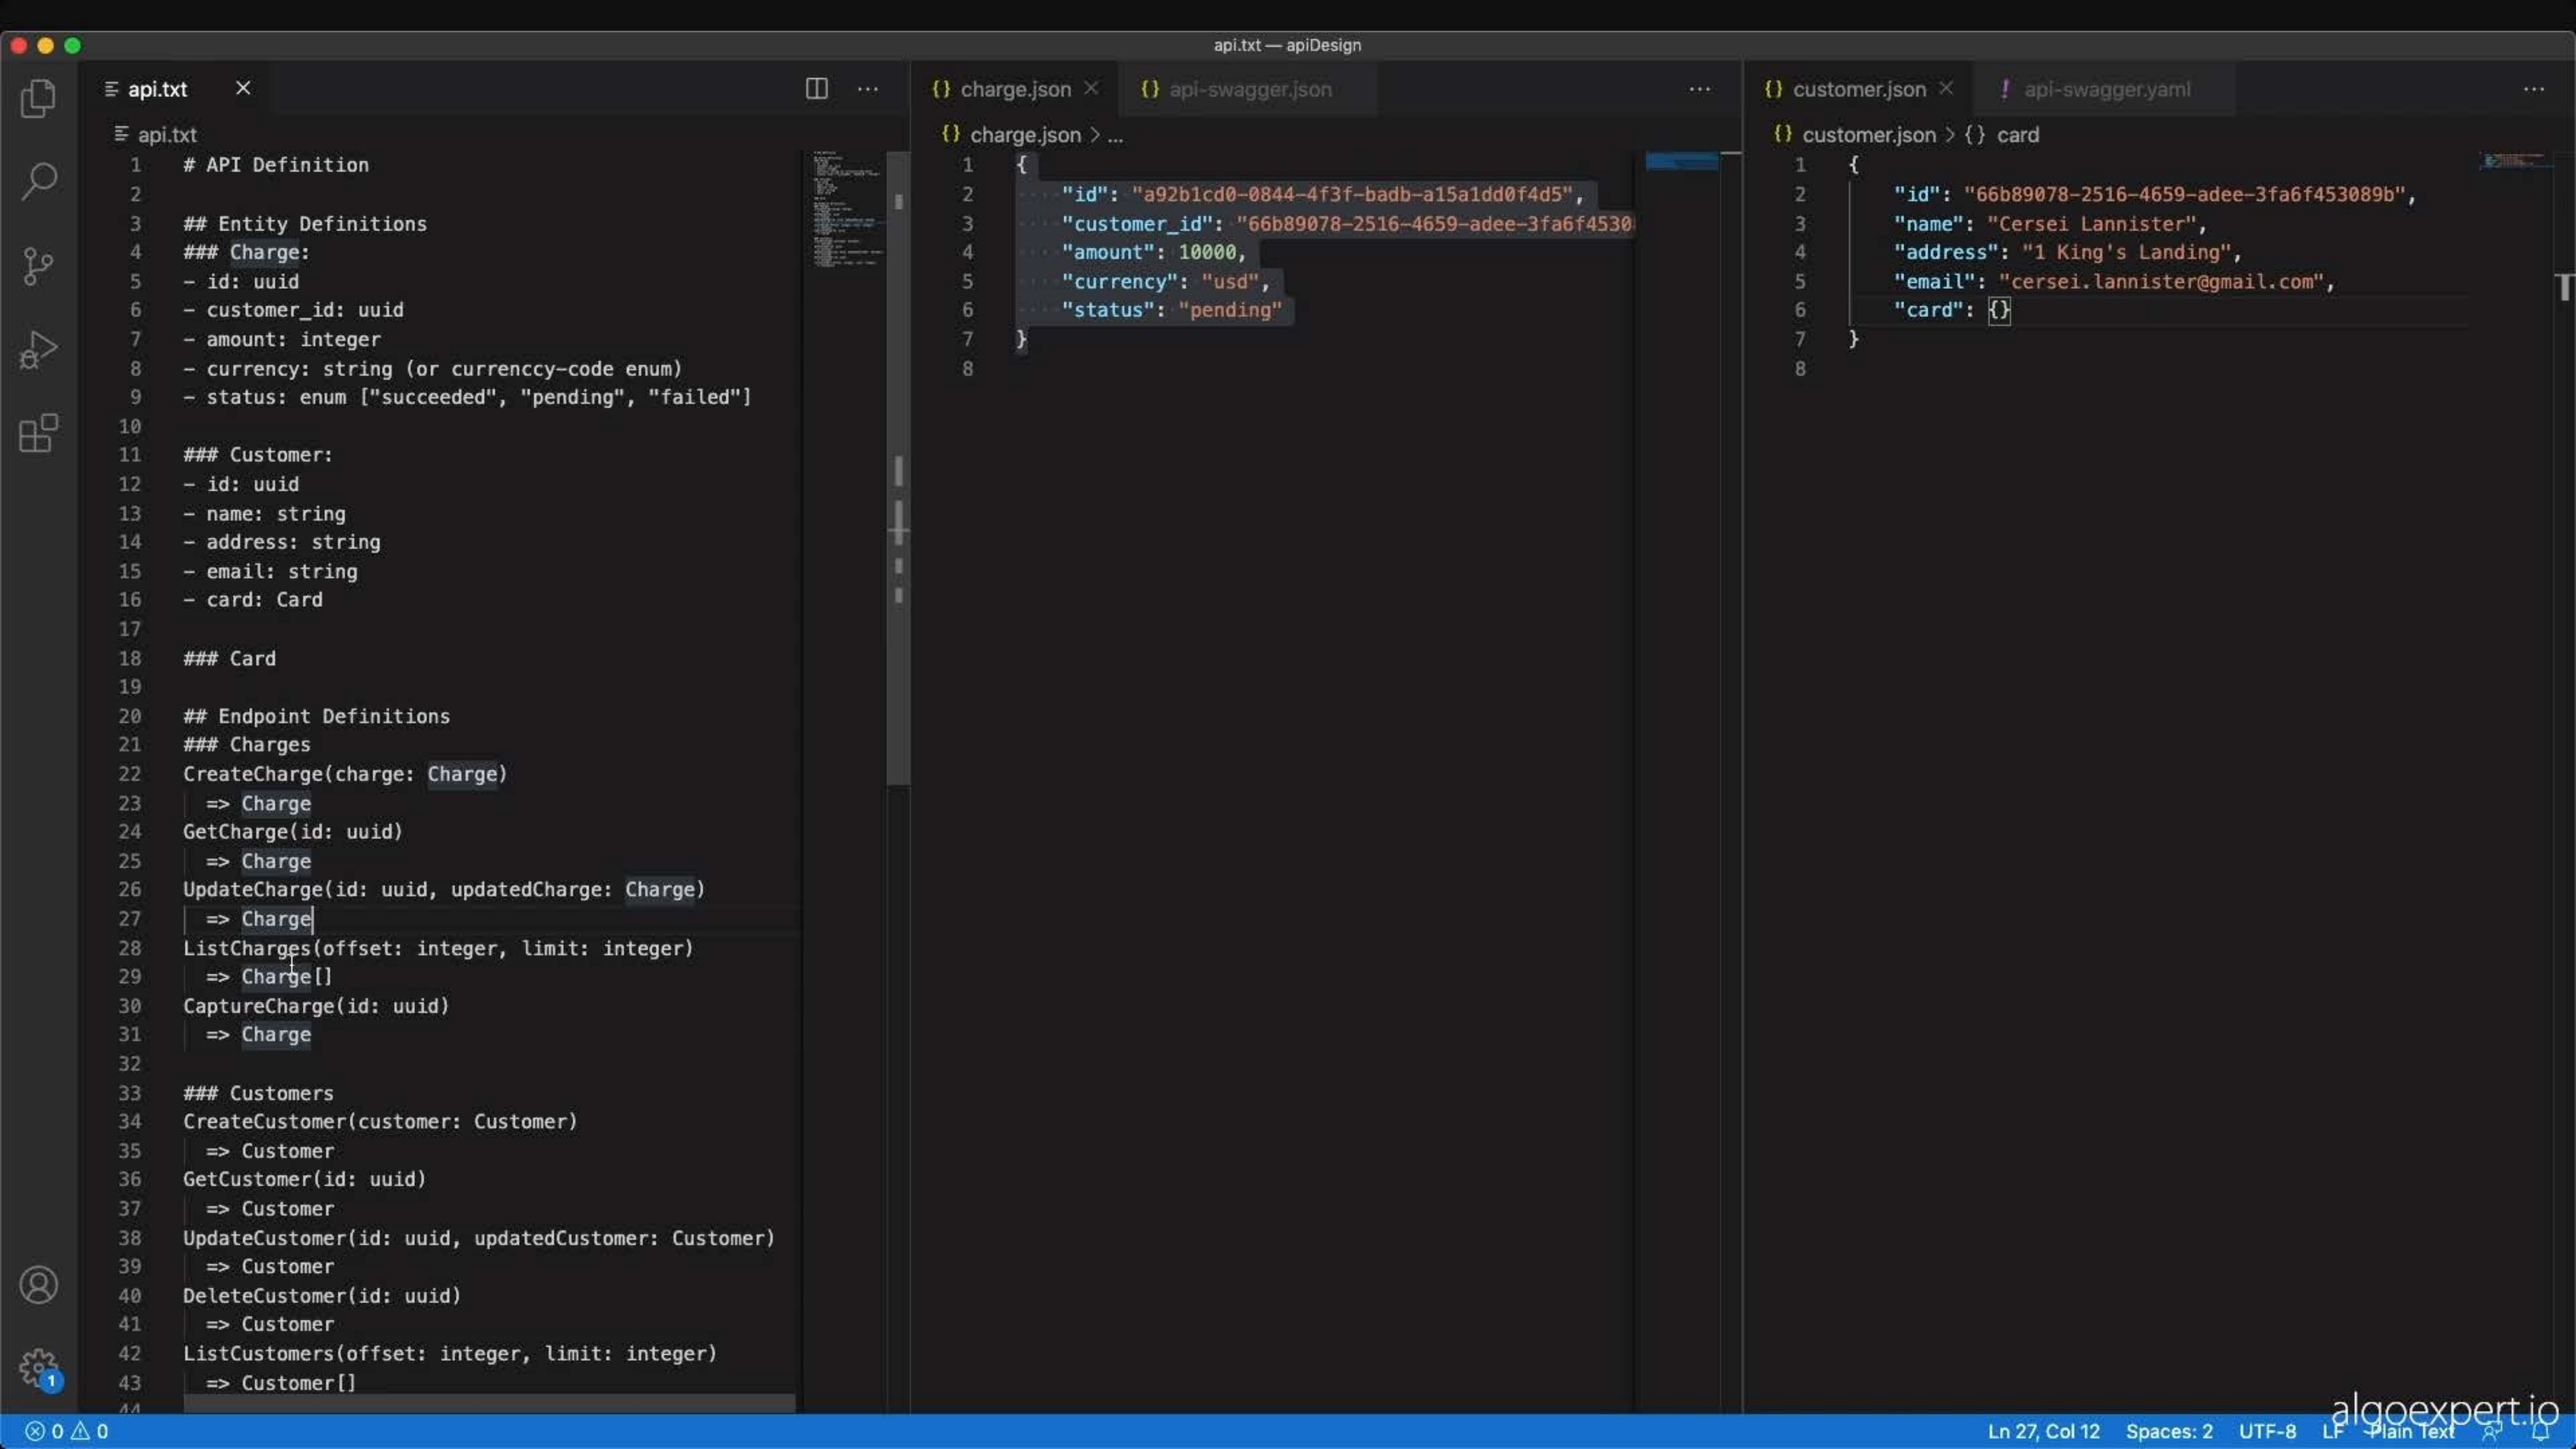 api.txt — apiDesign
api.txt
api.txt
1 # API Definition
2
3 ## Entity Definitions
4 ### Charge:
5 - id: uuid
6 - customer_id: uuid
7 - amount: integer
8 - currency: string (or currenccy-code enum)
9 - status: enum ["succeeded", "pending", "failed"]
10
11 ### Customer:
12 - id: uuid
13 - name: string
14 - address: string
15 - email: string
16 - card: Card
17
18 ### Card
19
20 ## Endpoint Definitions
21 ### Charges
22 CreateCharge(charge: Charge)
23 => Charge
24 GetCharge(id: uuid)
25 => Charge
26 UpdateCharge(id: uuid, updatedCharge: Charge)
27 => Charge
28 ListCharges(offset: integer, limit: integer)
29 => Charge[]
30 CaptureCharge(id: uuid)
31 => Charge
32
33 ### Customers
34 CreateCustomer(customer: Customer)
35 => Customer
36 GetCustomer(id: uuid)
37 => Customer
38 UpdateCustomer(id: uuid, updatedCustomer: Customer)
39 => Customer
40 DeleteCustomer(id: uuid)
41 => Customer
42 ListCustomers(offset: integer, limit: integer)
43 => Customer[]
44
{} charge.json {} api-swagger.json
{} charge.json > ...
1 {
2 "id": "a92b1cd0-0844-4f3f-badb-a15a1dd0f4d5",
3 "customer_id": "66b89078-2516-4659-adee-3fa6f4530
4 "amount": 10000,
5 "currency": "usd",
6 "status": "pending"
7 }
8
{} customer.json ! api-swagger.yaml
{} customer.json > {} card
1 {
2 "id": "66b89078-2516-4659-adee-3fa6f453089b",
3 "name": "Cersei Lannister",
4 "address": "1 King's Landing",
5 "email": "cersei.lannister@gmail.com",
6 "card": {}
7 }
8
1
0 0
Ln 27, Col 12 Spaces: 2 UTF-8 LF Plain Text
algoexpert.io